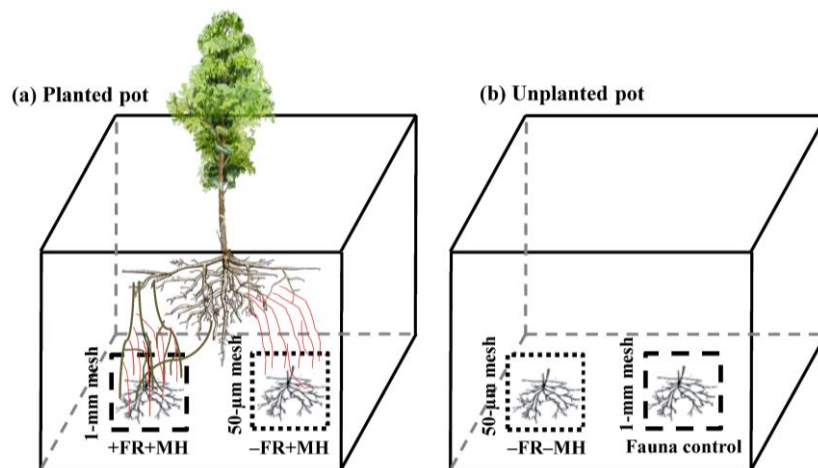 (a) Planted pot
(b) Unplanted pot
1-mm mesh
+FR+MH
50-μm mesh
–FR+MH
50-μm mesh
–FR–MH
1-mm mesh
Fauna control